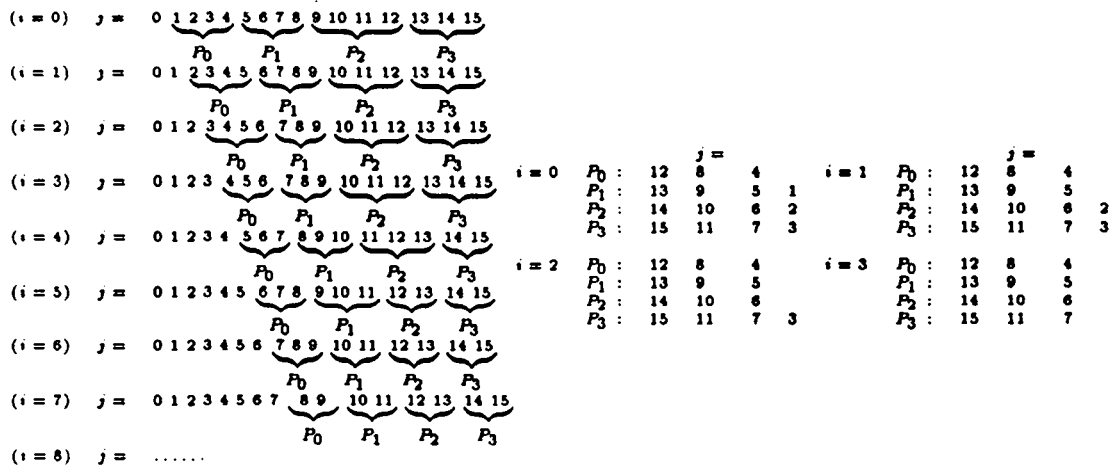 (i = 0) j = 0 1 2 3 4 5 6 7 8 9 10 11 12 13 14 15
P0 P1 P2 P3
(i = 1) j = 0 1 2 3 4 5 6 7 8 9 10 11 12 13 14 15
P0 P1 P2 P3
(i = 2) j = 0 1 2 3 4 5 6 7 8 9 10 11 12 13 14 15
P0 P1 P2 P3
(i = 3) j = 0 1 2 3 4 5 6 7 8 9 10 11 12 13 14 15
P0 P1 P2 P3
(i = 4) j = 0 1 2 3 4 5 6 7 8 9 10 11 12 13 14 15
P0 P1 P2 P3
(i = 5) j = 0 1 2 3 4 5 6 7 8 9 10 11 12 13 14 15
P0 P1 P2 P3
(i = 6) j = 0 1 2 3 4 5 6 7 8 9 10 11 12 13 14 15
P0 P1 P2 P3
(i = 7) j = 0 1 2 3 4 5 6 7 8 9 10 11 12 13 14 15
P0 P1 P2 P3
(i = 8) j = ......
j =
i = 0 P0 : 12 8 4
P1 : 13 9 5 1
P2 : 14 10 6 2
P3 : 15 11 7 3
j =
i = 1 P0 : 12 8 4
P1 : 13 9 5
P2 : 14 10 6 2
P3 : 15 11 7 3
i = 2 P0 : 12 8 4
P1 : 13 9 5
P2 : 14 10 6
P3 : 15 11 7 3
i = 3 P0 : 12 8 4
P1 : 13 9 5
P2 : 14 10 6
P3 : 15 11 7